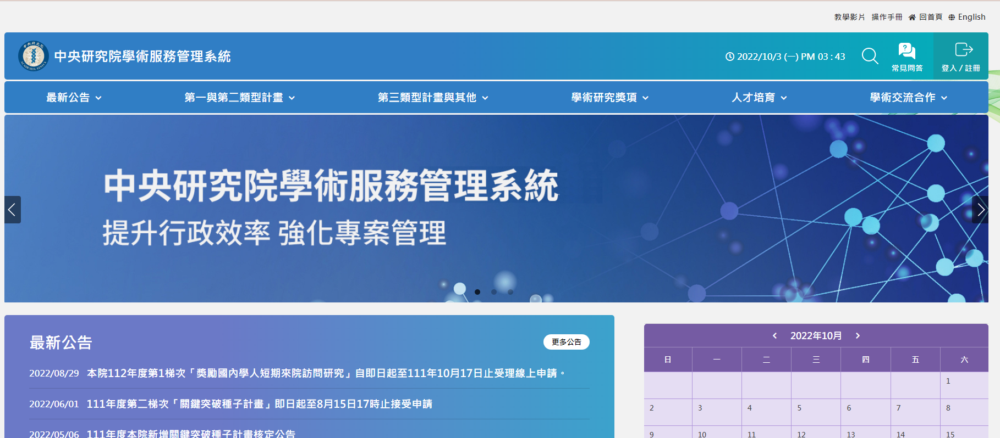 教學影片 操作手冊 回首頁 English
中央研究院學術服務管理系統
2022/10/3 (一) PM 03 : 43
常見問答
登入 / 註冊
最新公告
第一與第二類型計畫
第三類型計畫與其他
學術研究獎項
人才培育
學術交流合作
中央研究院學術服務管理系統
提升行政效率 強化專案管理
最新公告
更多公告
2022/08/29 本院112年度第1梯次「獎勵國內學人短期來院訪問研究」自即日起至111年10月17日止受理線上申請。
2022/06/01 111年度第二梯次「關鍵突破種子計畫」即日起至8月15日17時止接受申請
2022/05/06 111年度本院新增關鍵突破種子計畫核定公告
2022年10月
日 一 二 三 四 五 六
1
2 3 4 5 6 7 8
9 10 11 12 13 14 15